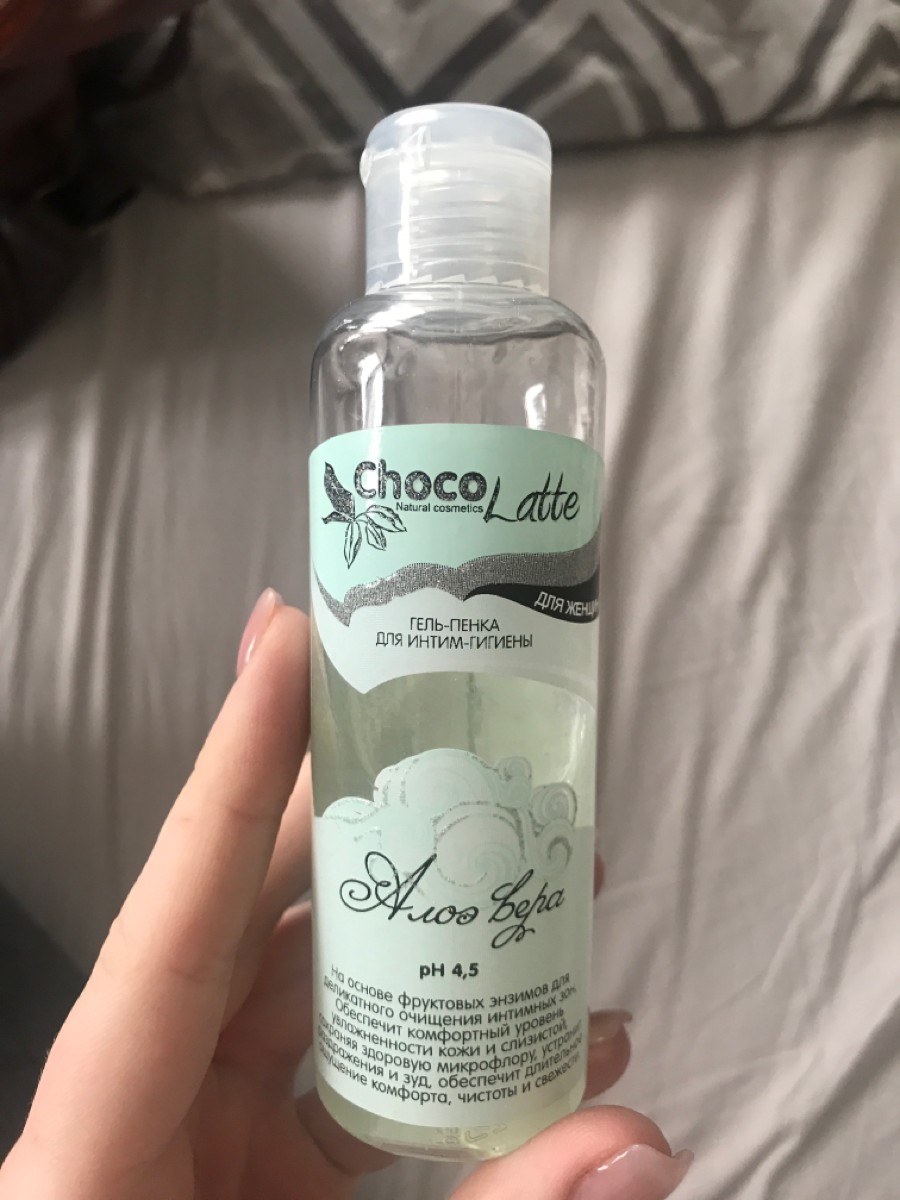 Choco Latte
Natural cosmetics
ДЛЯ ЖЕНЩИН
ГЕЛЬ-ПЕНКА
ДЛЯ ИНТИМ-ГИГИЕНЫ
Алоэ вера
pH 4,5
На основе фруктовых энзимов для
деликатного очищения интимных зон.
Обеспечит комфортный уровень
увлаженности кожи и слизистой,
сохраняя здоровую микрофлору, устранит
раздражения и зуд, обеспечит длительное
ощущение комфорта, чистоты и свежести